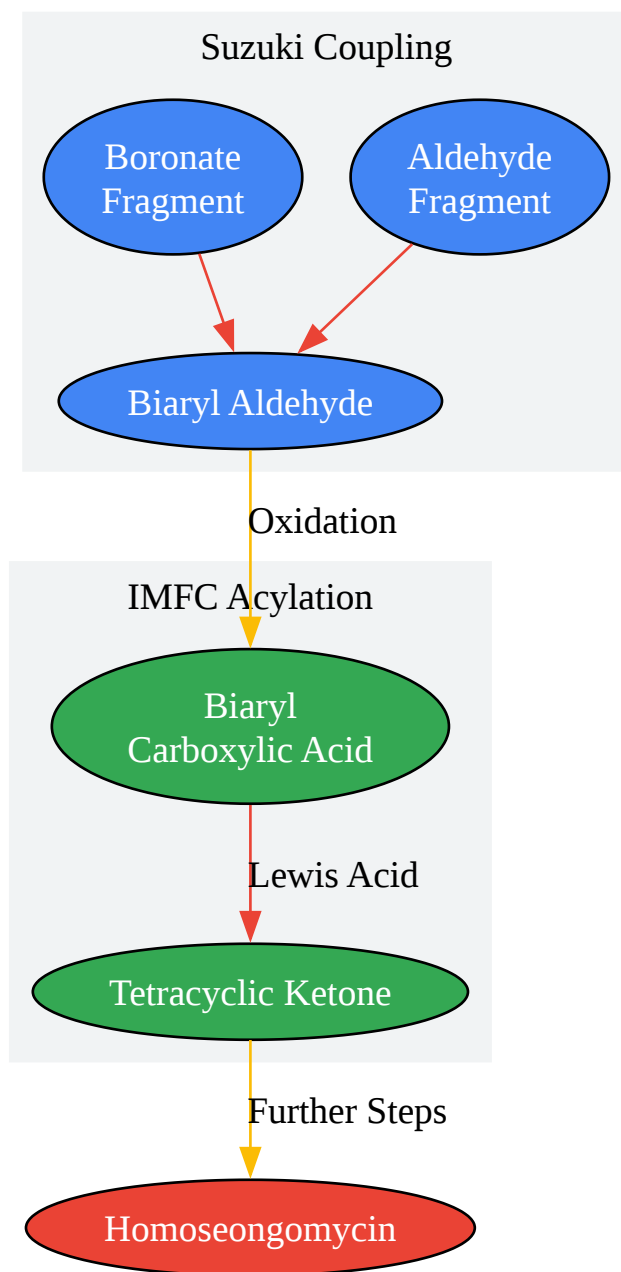 Suzuki Coupling
Boronate
Fragment
Aldehyde
Fragment
Biaryl Aldehyde
Oxidation
IMFC Acylation
Biaryl
Carboxylic Acid
Lewis Acid
Tetracyclic Ketone
Further Steps
Homoseongomycin